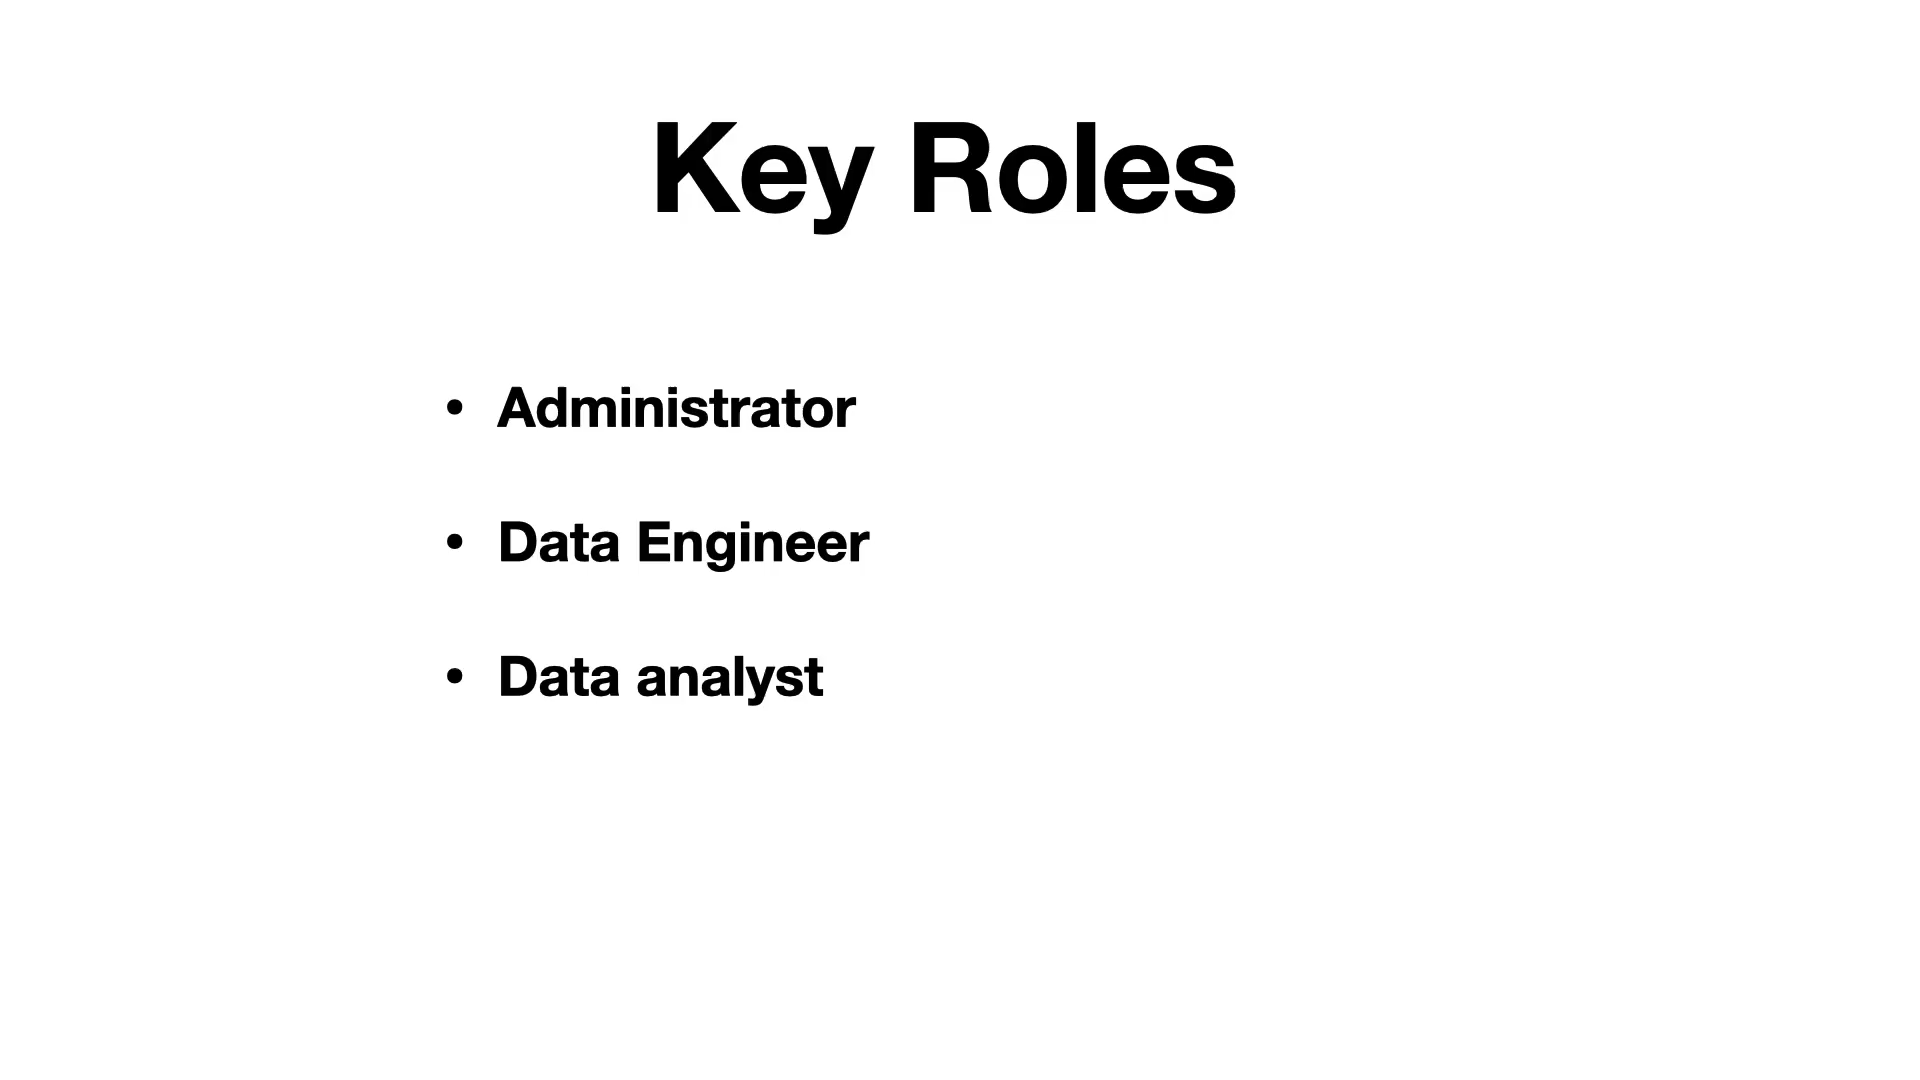 Key Roles
• Administrator
• Data Engineer
• Data analyst